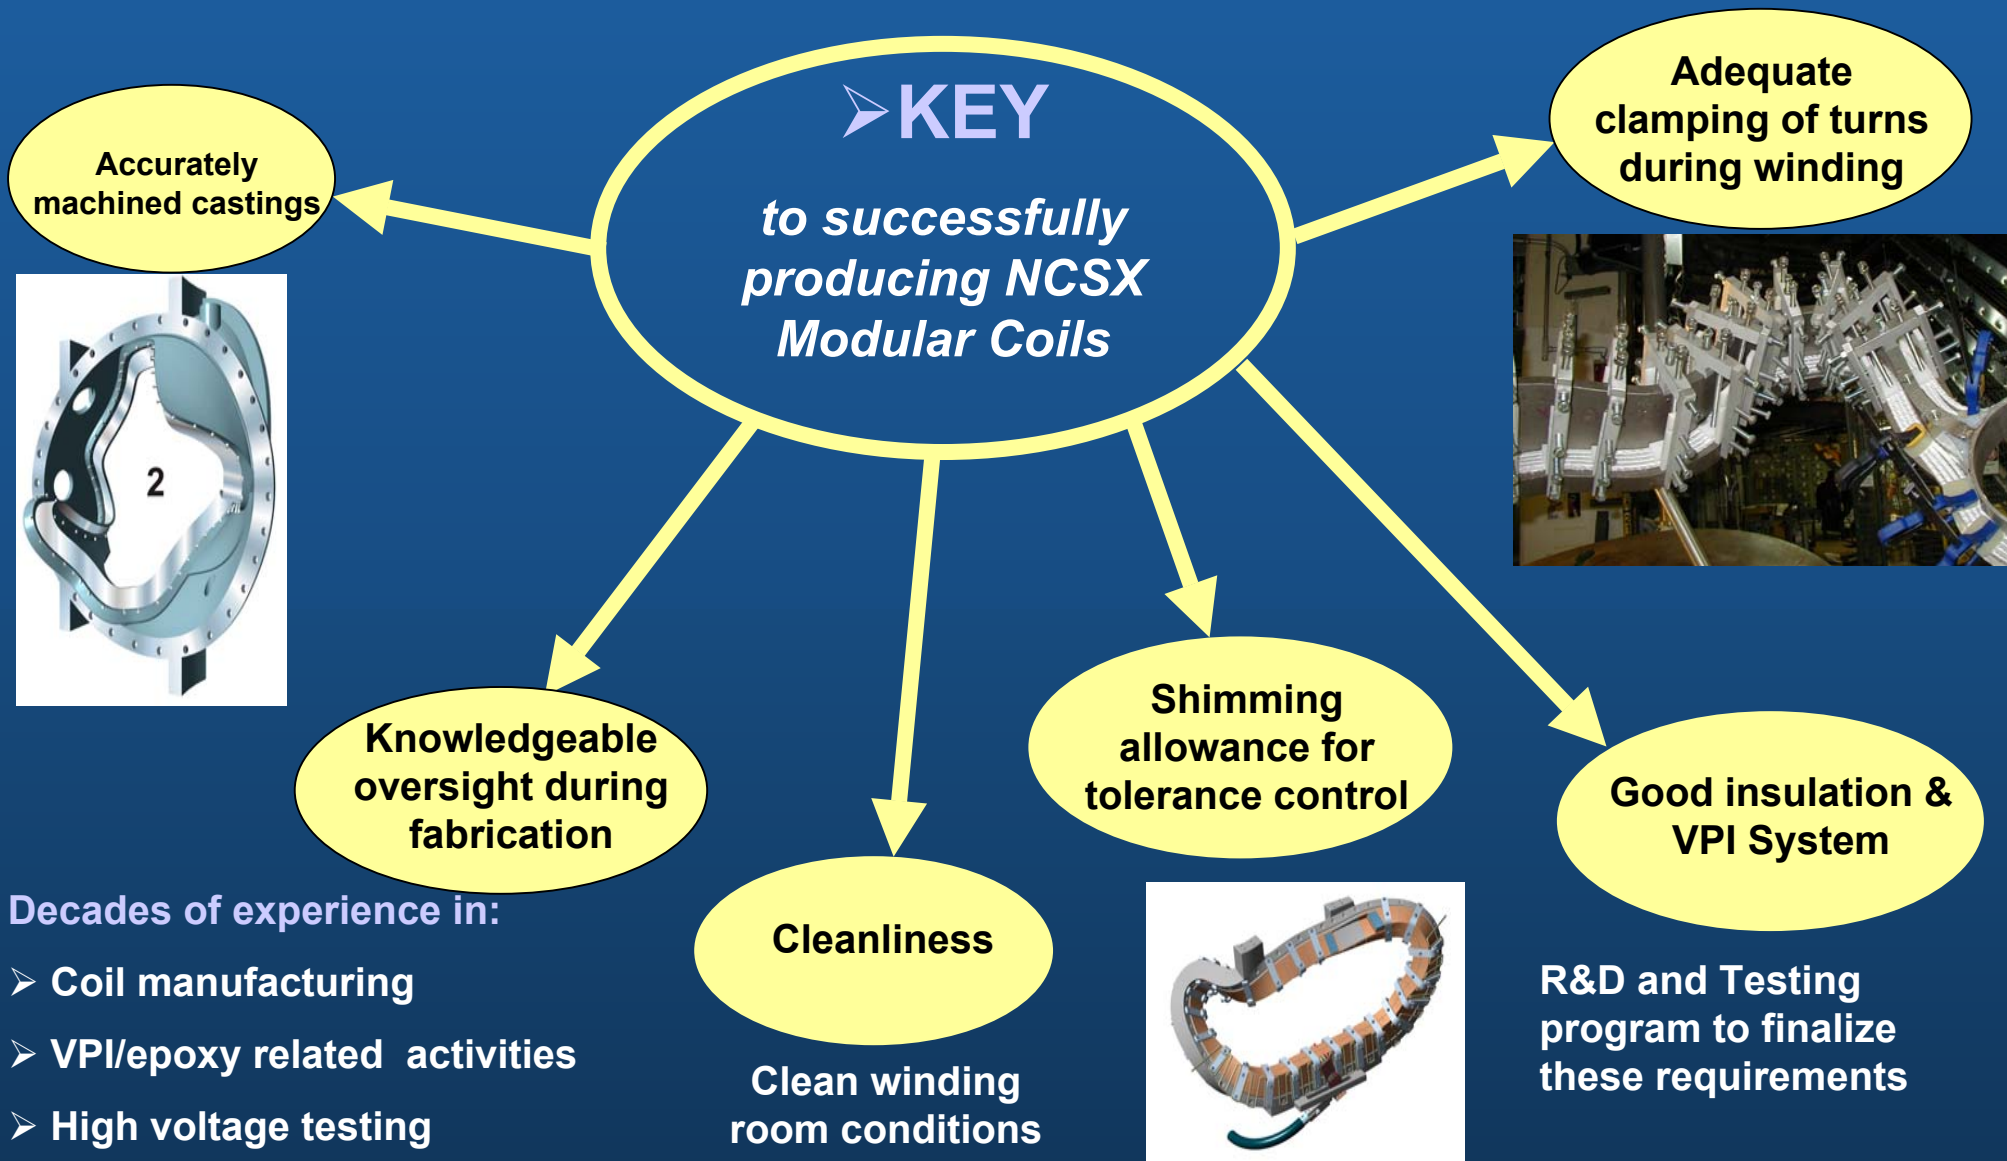 ➢KEY
to successfully
producing NCSX
Modular Coils
Accurately
machined castings
2
Adequate
clamping of turns
during winding
Knowledgeable
oversight during
fabrication
Decades of experience in:
➢ Coil manufacturing
➢ VPI/epoxy related  activities
➢ High voltage testing
Cleanliness
Clean winding
room conditions
Shimming
allowance for
tolerance control
Good insulation &
VPI System
R&D and Testing
program to finalize
these requirements